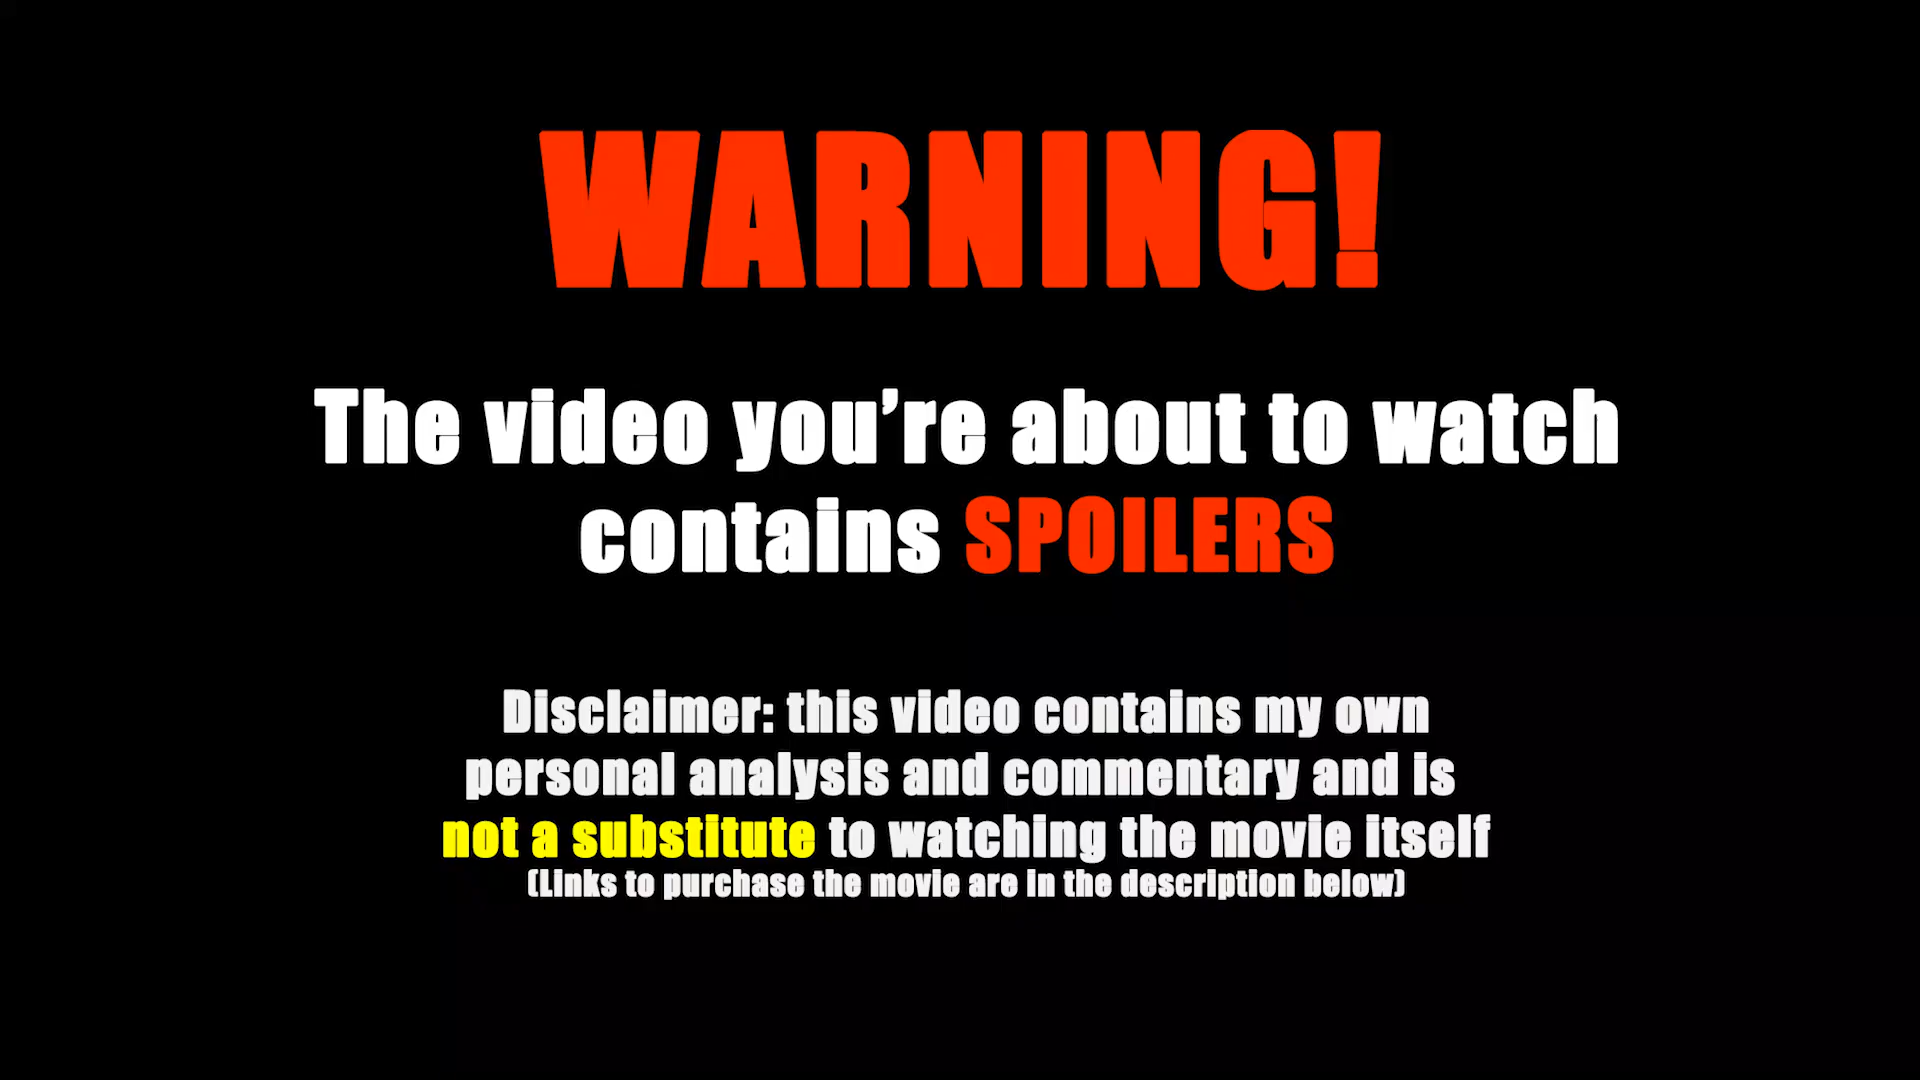 WARNING!
The video you’re about to watch
contains SPOILERS
Disclaimer: this video contains my own
personal analysis and commentary and is
not a substitute to watching the movie itself
(Links to purchase the movie are in the description below)